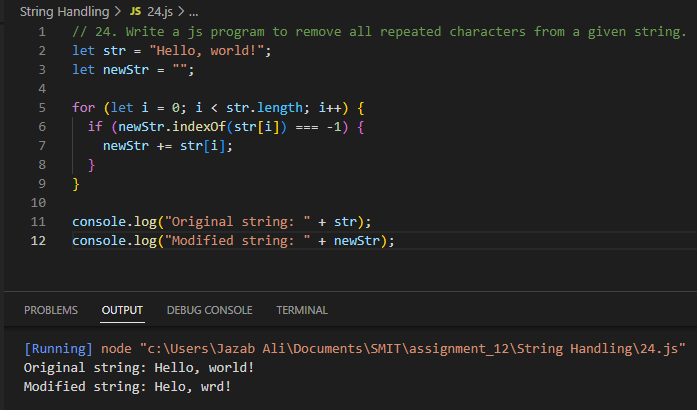 String Handling > JS 24.js > ...
1 // 24. Write a js program to remove all repeated characters from a given string.
2 let str = "Hello, world!";
3 let newStr = "";
4
5 for (let i = 0; i < str.length; i++) {
6   if (newStr.indexOf(str[i]) === -1) {
7     newStr += str[i];
8   }
9 }
10
11 console.log("Original string: " + str);
12 console.log("Modified string: " + newStr);
PROBLEMS OUTPUT DEBUG CONSOLE TERMINAL
[Running] node "c:\Users\Jazab Ali\Documents\SMIT\assignment_12\String Handling\24.js"
Original string: Hello, world!
Modified string: Helo, wrd!